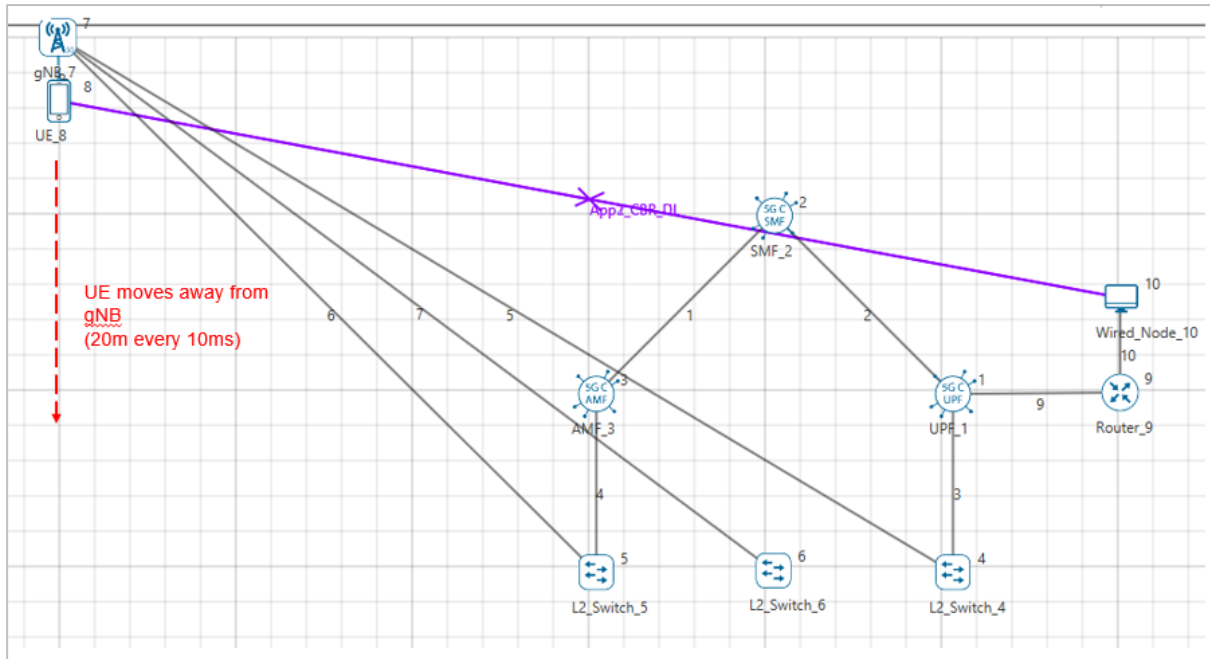 7
gNB_7
8
UE_8
App2_CBR_DL
5G C
SMF
2
SMF_2
UE moves away from
gNB
(20m every 10ms)
6
7
5
1
2
10
Wired_Node_10
10
5G C
AMF
3
AMF_3
5G C
UPF
1
UPF_1
9
9
Router_9
4
3
5
L2_Switch_5
6
L2_Switch_6
4
L2_Switch_4